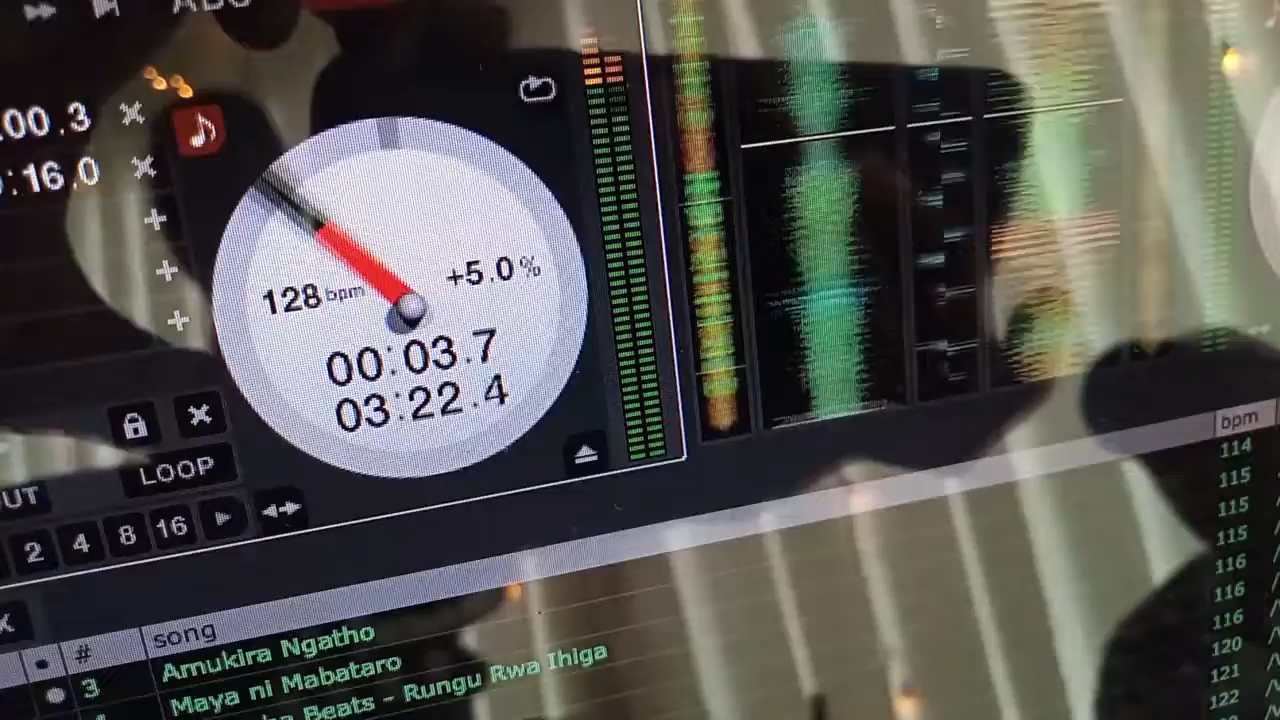 .00.3
:16.0
128 bpm
+5.0 %
00:03.7
03:22.4
LOOP
2 4 8 16
bpm
114
115
115
115
116
116
116
120
121
122
# song
Arnukira Ngatho
3 Maya ni Mabataro
Beats - Rungu Rwa Ihiga